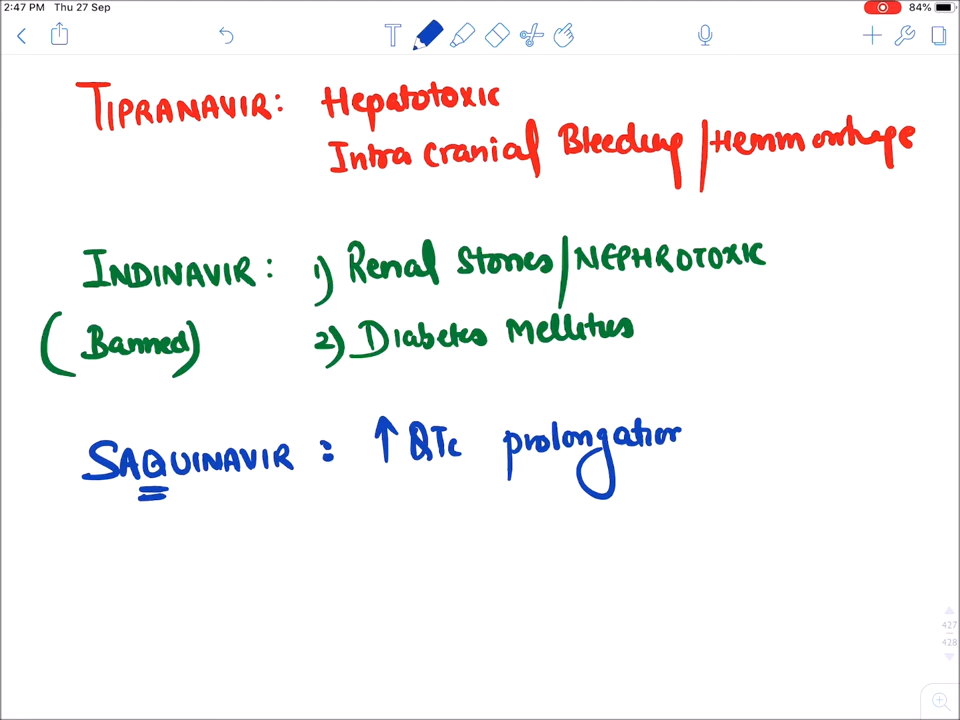 2:47 PM Thu 27 Sep 84%
TIPRANAVIR: Hepatotoxic
Intra cranial Bleeding/Hemmorrhage
INDINAVIR: 1) Renal Stones/NEPHROTOXIC
(Banned) 2) Diabetes Mellitus
SAQUINAVIR: ↑ QTc prolongation
427
428